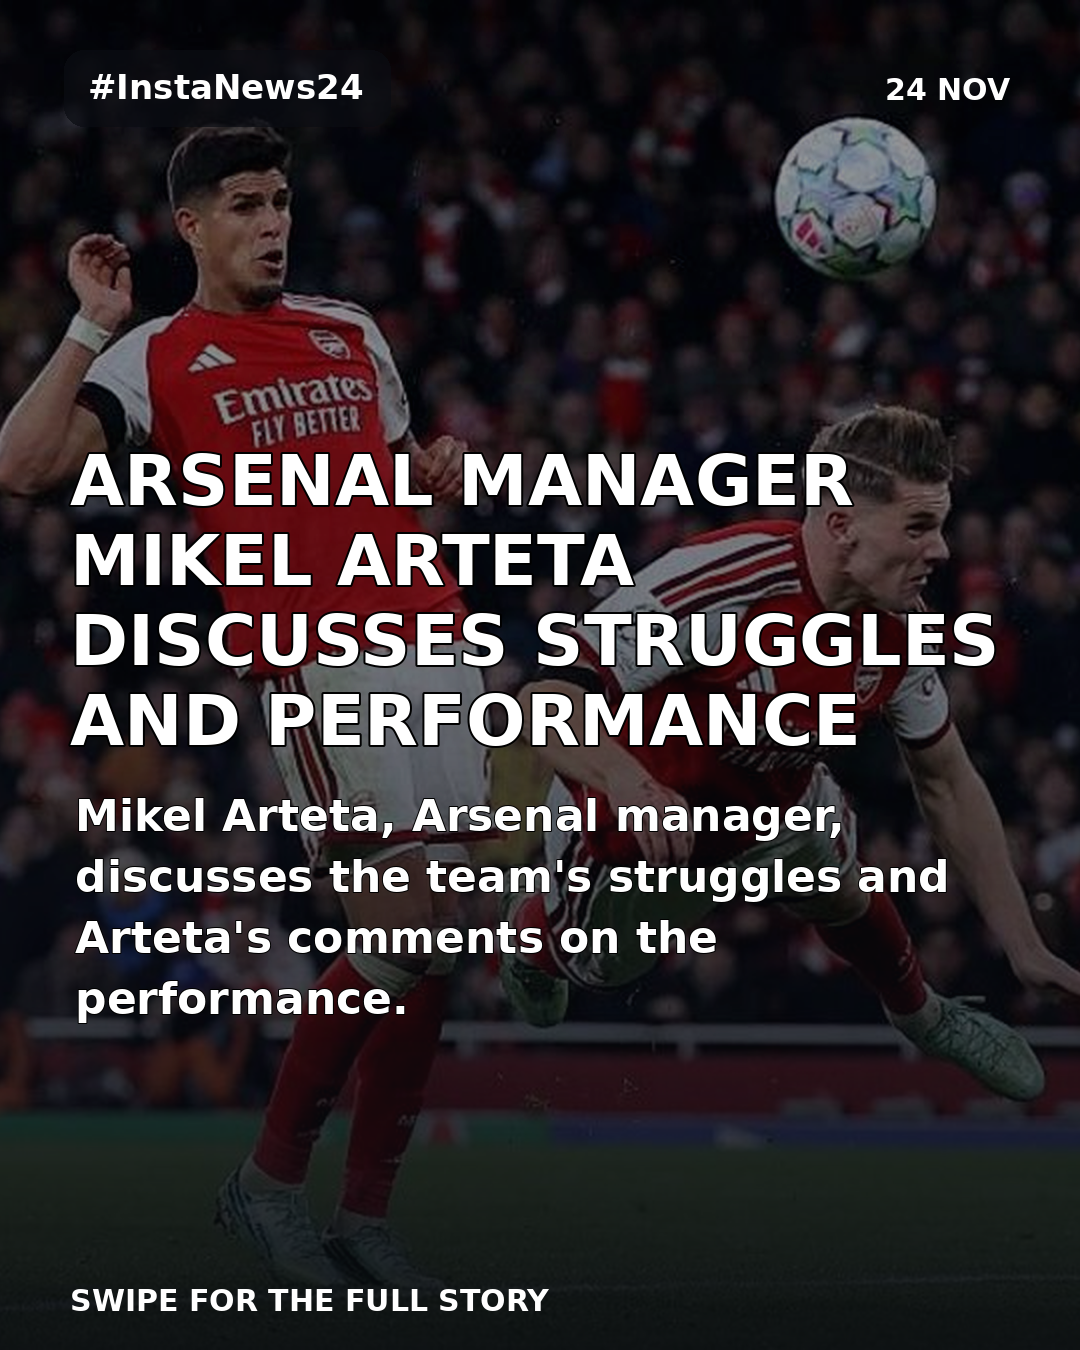 #InstaNews24
24 NOV
Emirates
FLY BETTER
ARSENAL MANAGER
MIKEL ARTETA
DISCUSSES STRUGGLES
AND PERFORMANCE
Mikel Arteta, Arsenal manager,
discusses the team's struggles and
Arteta's comments on the
performance.
SWIPE FOR THE FULL STORY